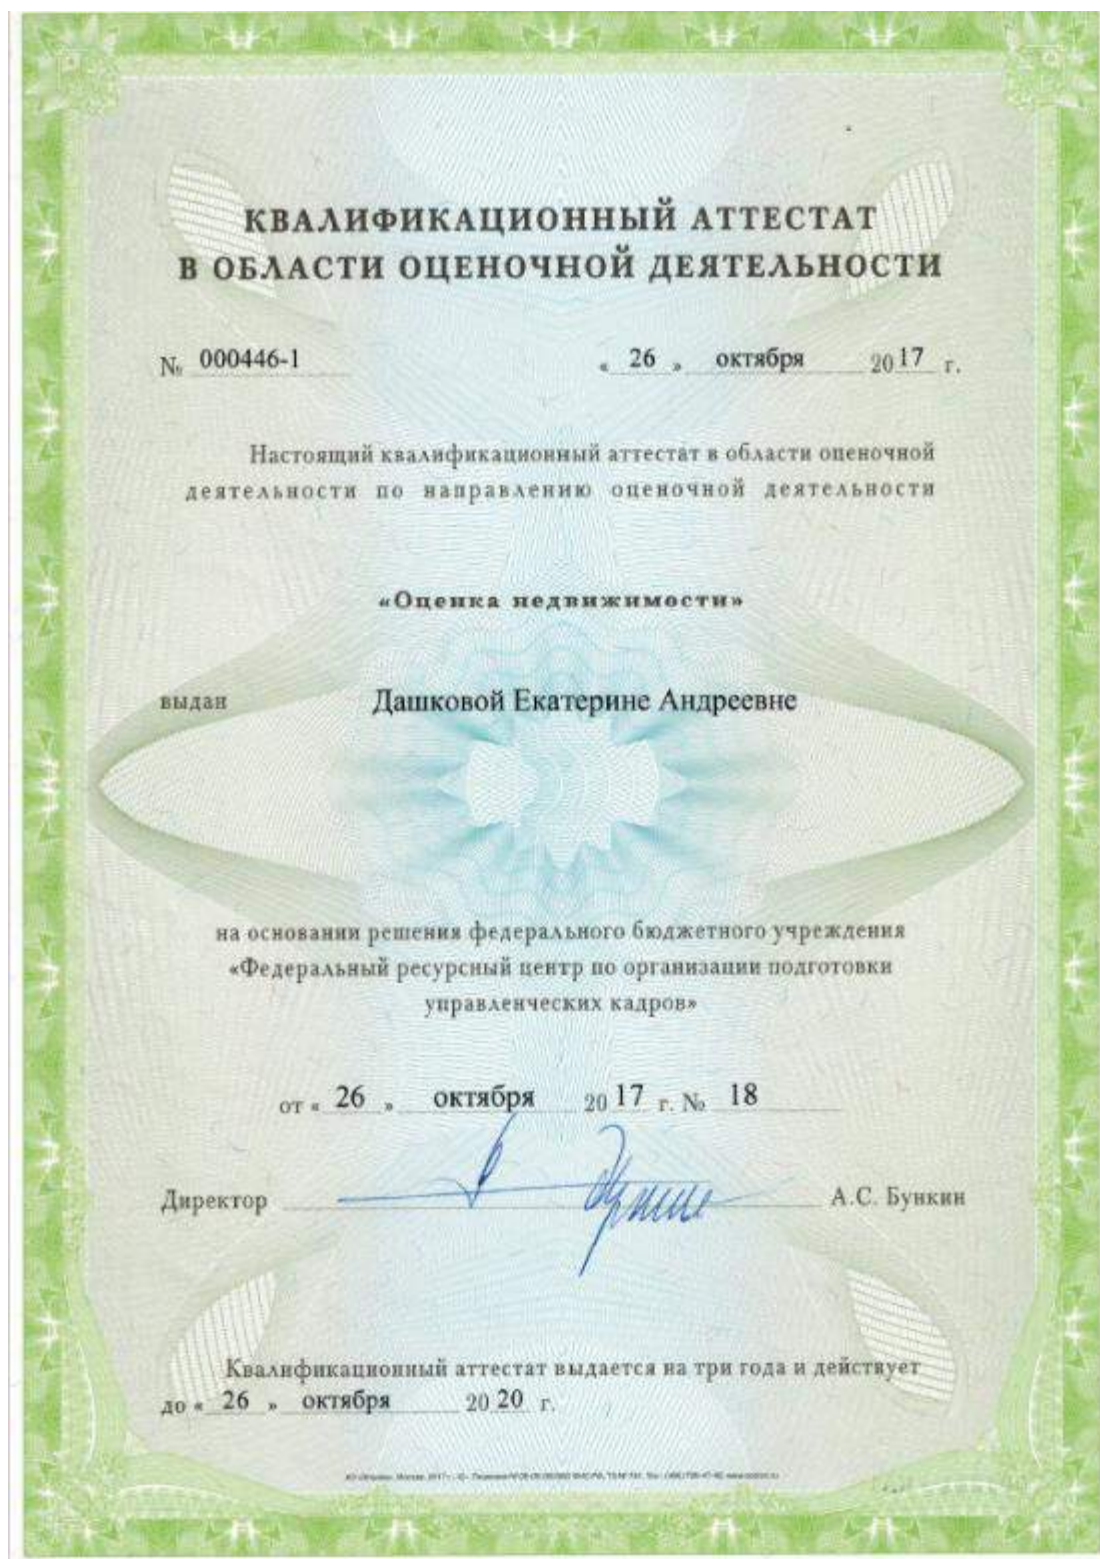 КВАЛИФИКАЦИОННЫЙ АТТЕСТАТ
В ОБЛАСТИ ОЦЕНОЧНОЙ ДЕЯТЕЛЬНОСТИ
№ 000446-1 « 26 » октября 2017 г.
Настоящий квалификационный аттестат в области оценочной
деятельности по направлению оценочной деятельности
«Оценка недвижимости»
выдан Дашковой Екатерине Андреевне
на основании решения федерального бюджетного учреждения
«Федеральный ресурсный центр по организации подготовки
управленческих кадров»
от « 26 » октября 2017 г. № 18
Директор А.С. Бункин
Квалификационный аттестат выдается на три года и действует
до « 26 » октября 2020 г.